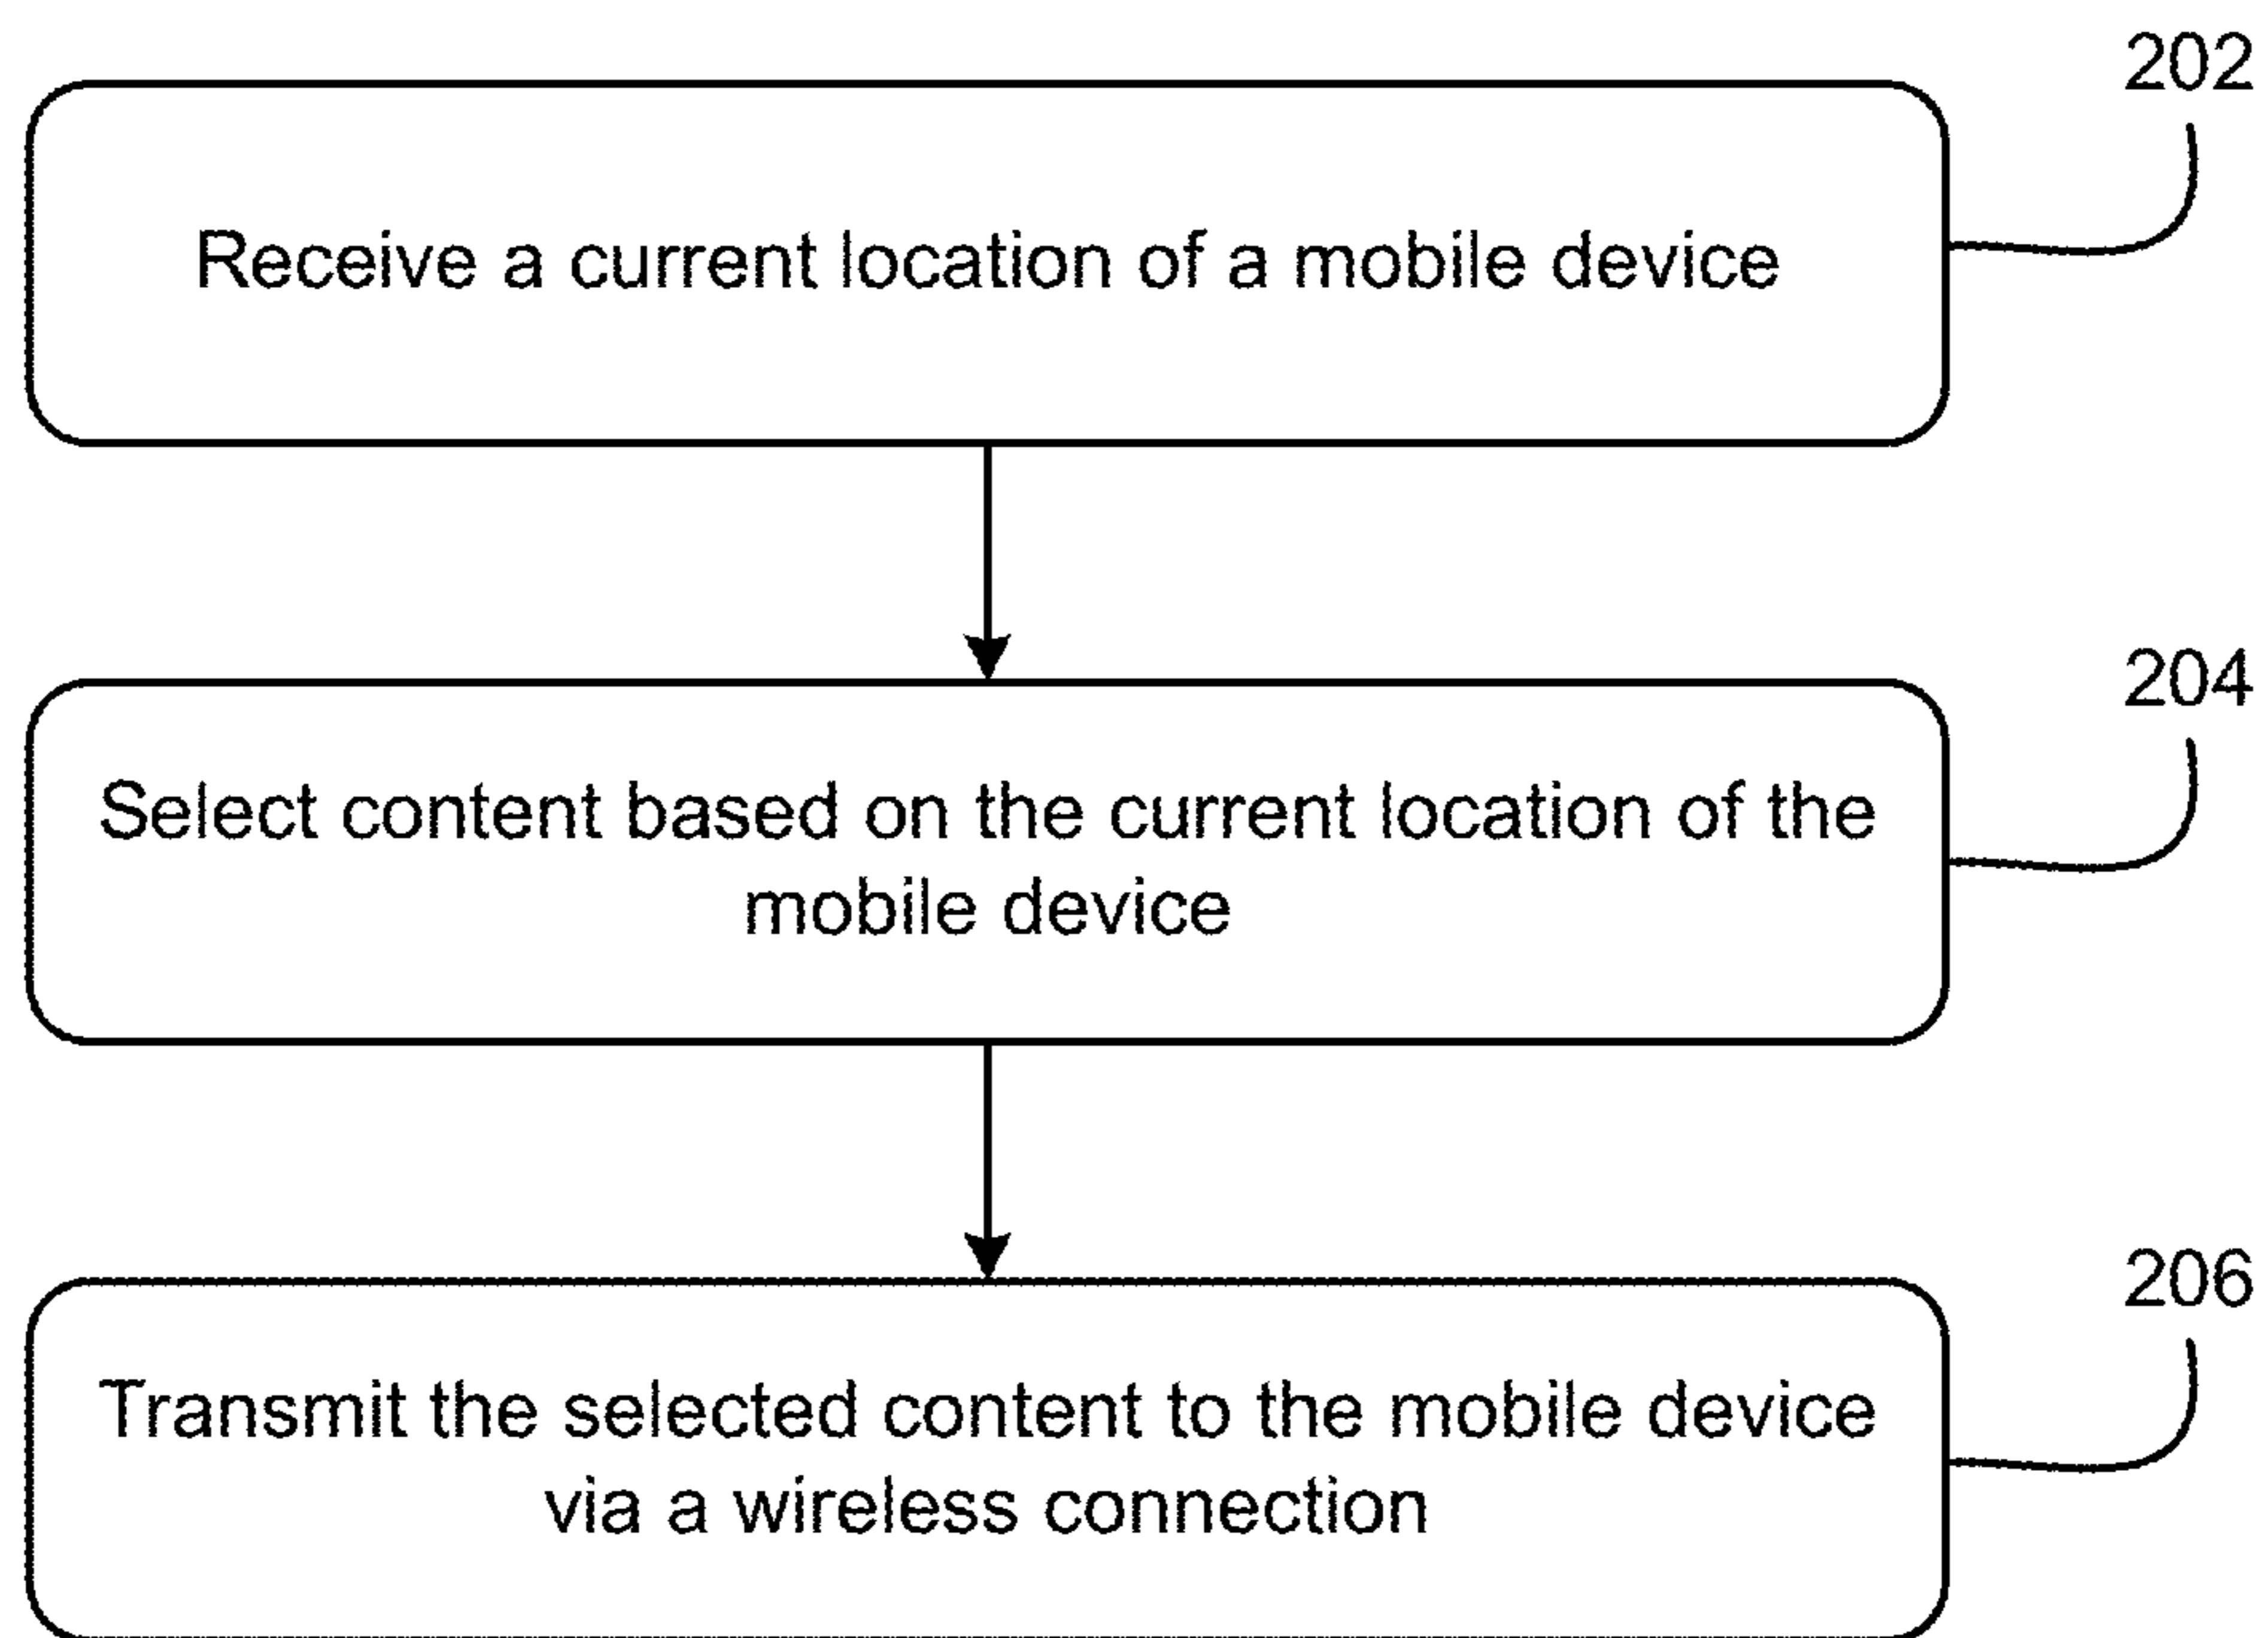 202
Receive a current location of a mobile device
204
Select content based on the current location of the
mobile device
206
Transmit the selected content to the mobile device
via a wireless connection